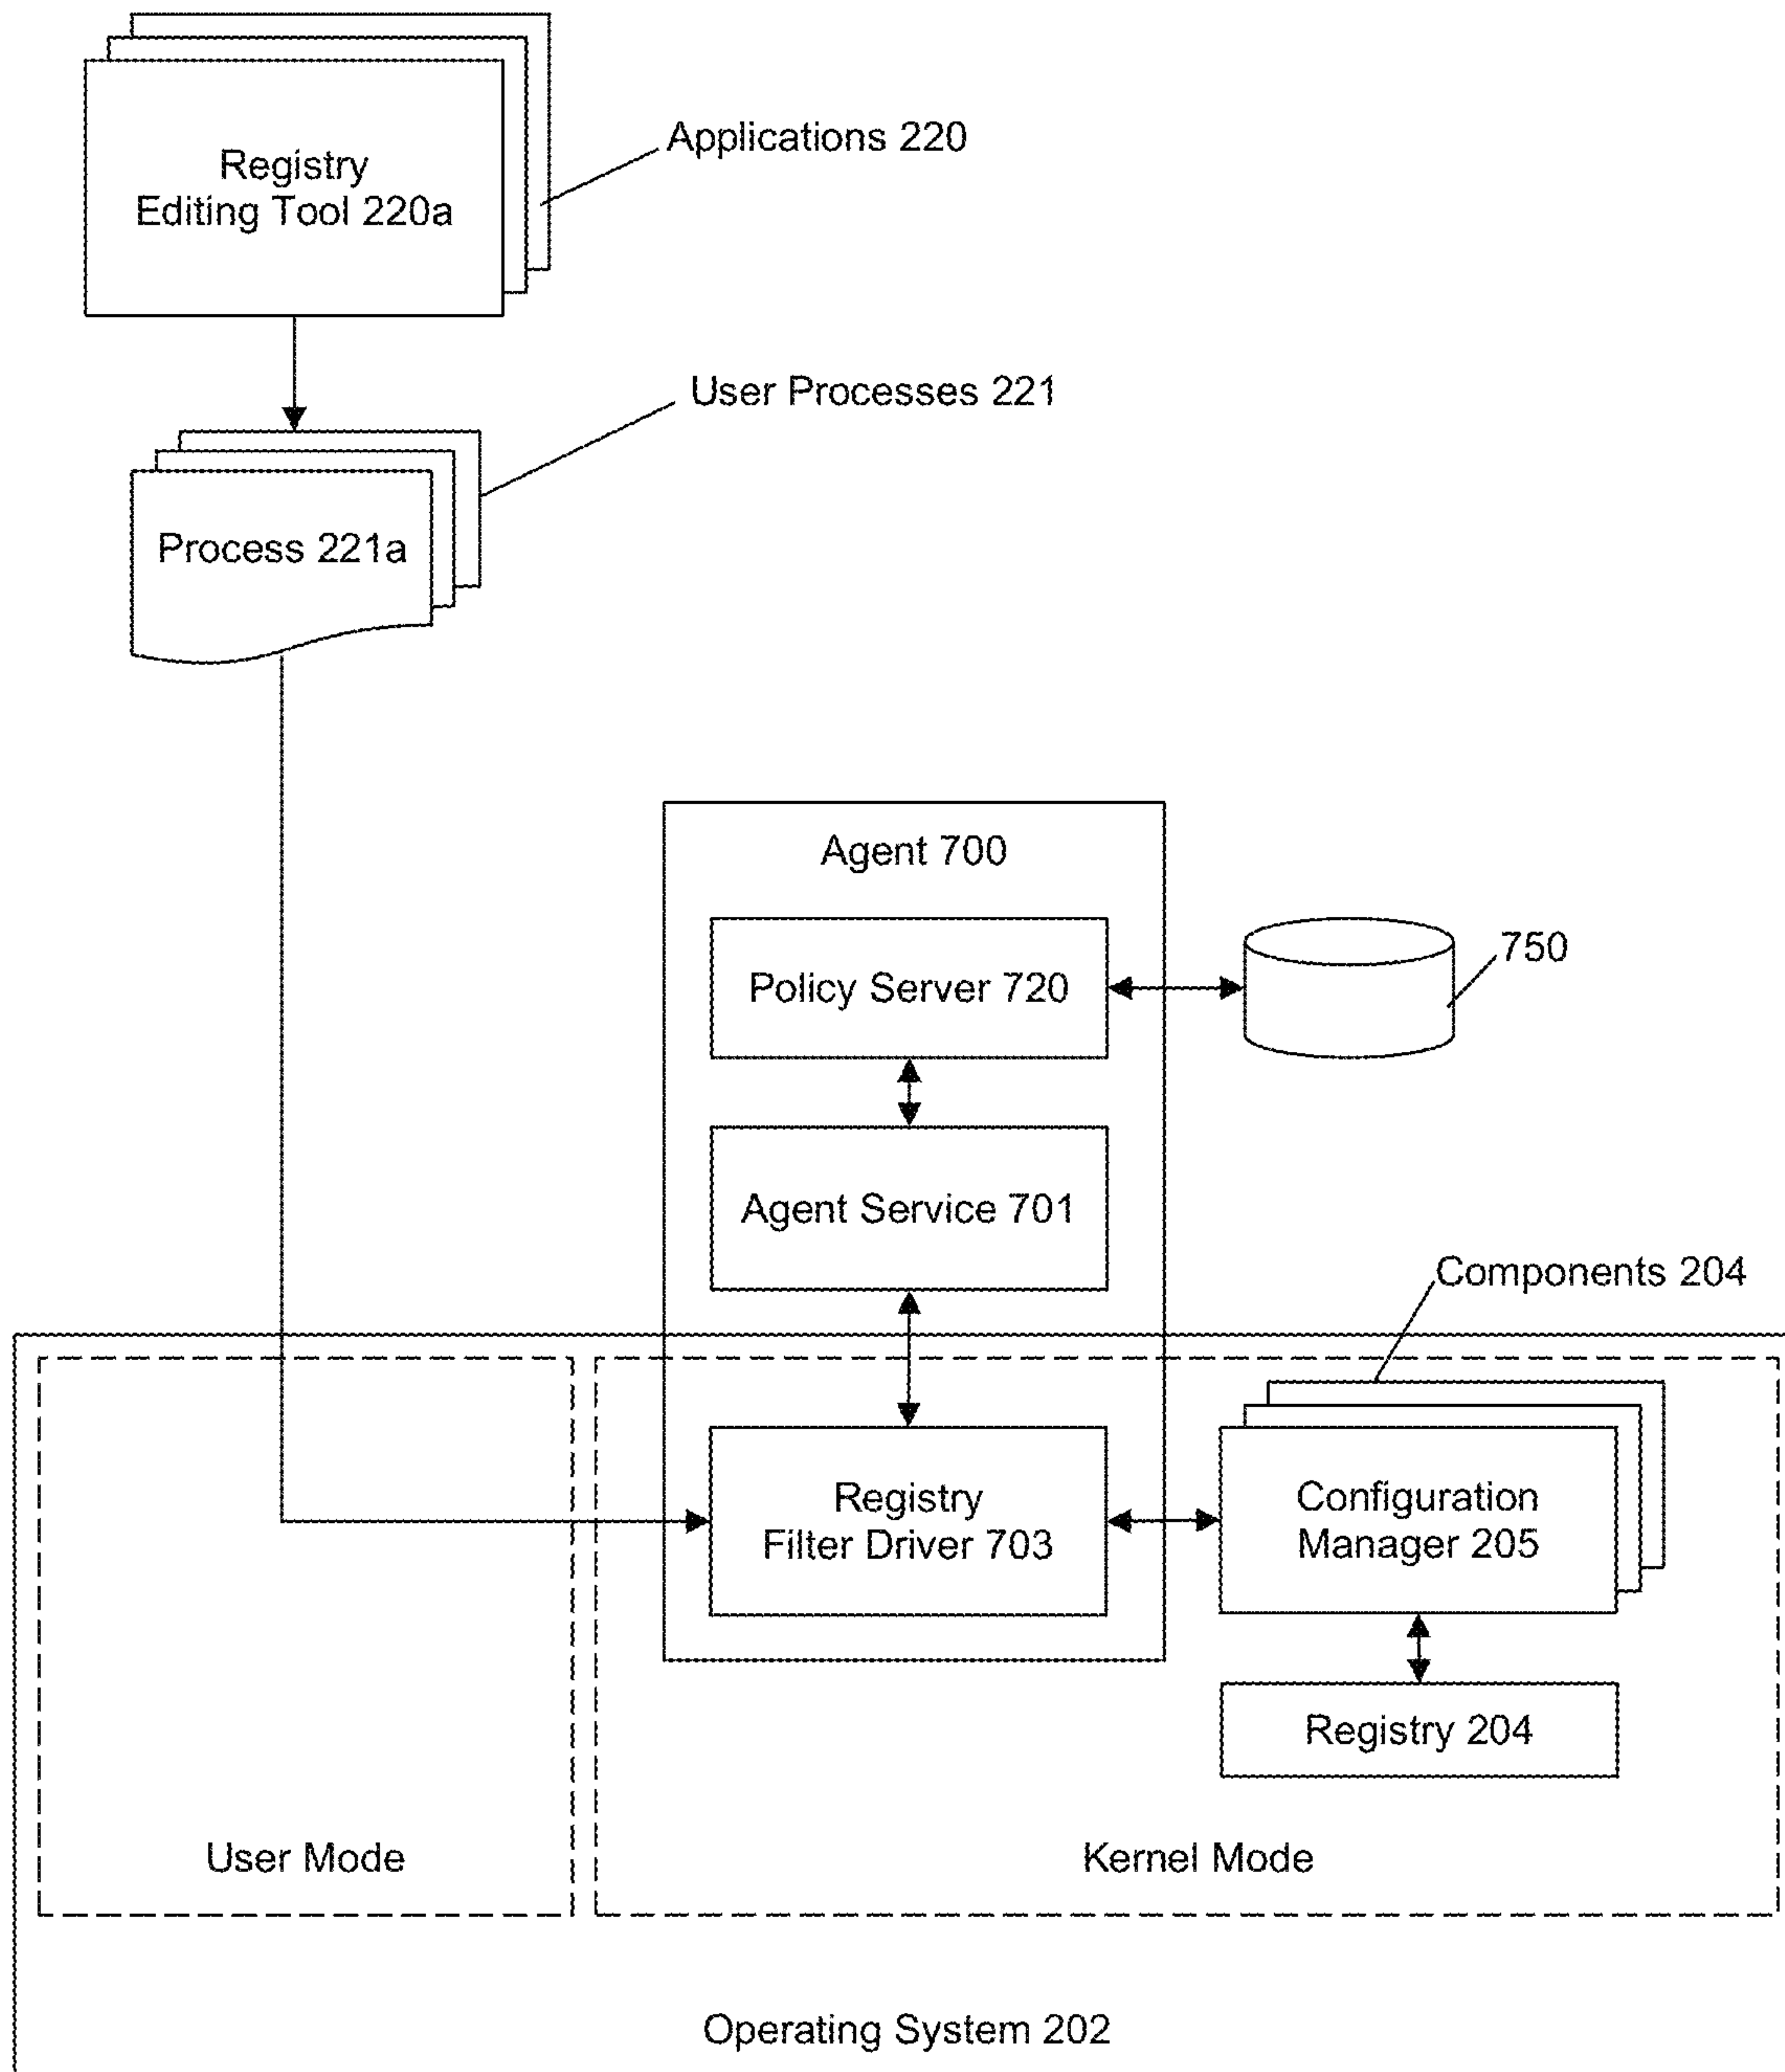 Registry
Editing Tool 220a
Applications 220
User Processes 221
Process 221a
Agent 700
Policy Server 720
750
Agent Service 701
Components 204
Registry
Filter Driver 703
Configuration
Manager 205
Registry 204
User Mode
Kernel Mode
Operating System 202